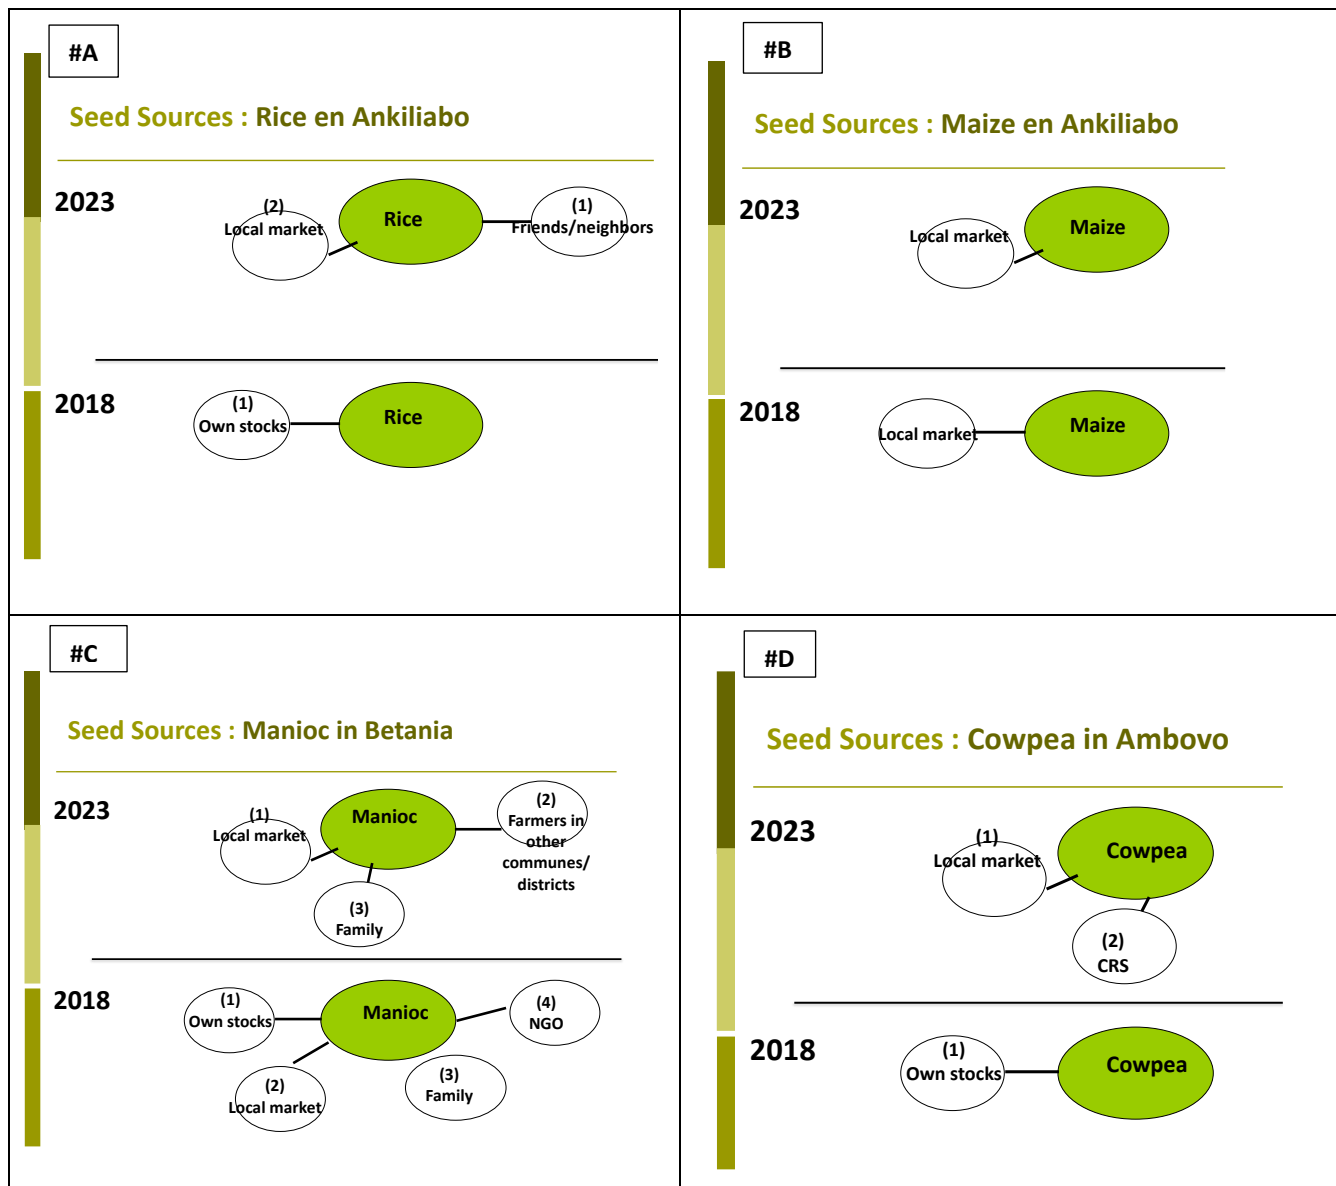 #A
Seed Sources : Rice en Ankiliabo
2023
(2)
Local market
Rice
(1)
Friends/neighbors
2018
(1)
Own stocks
Rice
#B
Seed Sources : Maize en Ankiliabo
2023
Local market
Maize
2018
Local market
Maize
#C
Seed Sources : Manioc in Betania
2023
(1)
Local market
Manioc
(2)
Farmers in
other
communes/
districts
(3)
Family
2018
(1)
Own stocks
Manioc
(4)
NGO
(2)
Local market
(3)
Family
#D
Seed Sources : Cowpea in Ambovo
2023
(1)
Local market
Cowpea
(2)
CRS
2018
(1)
Own stocks
Cowpea